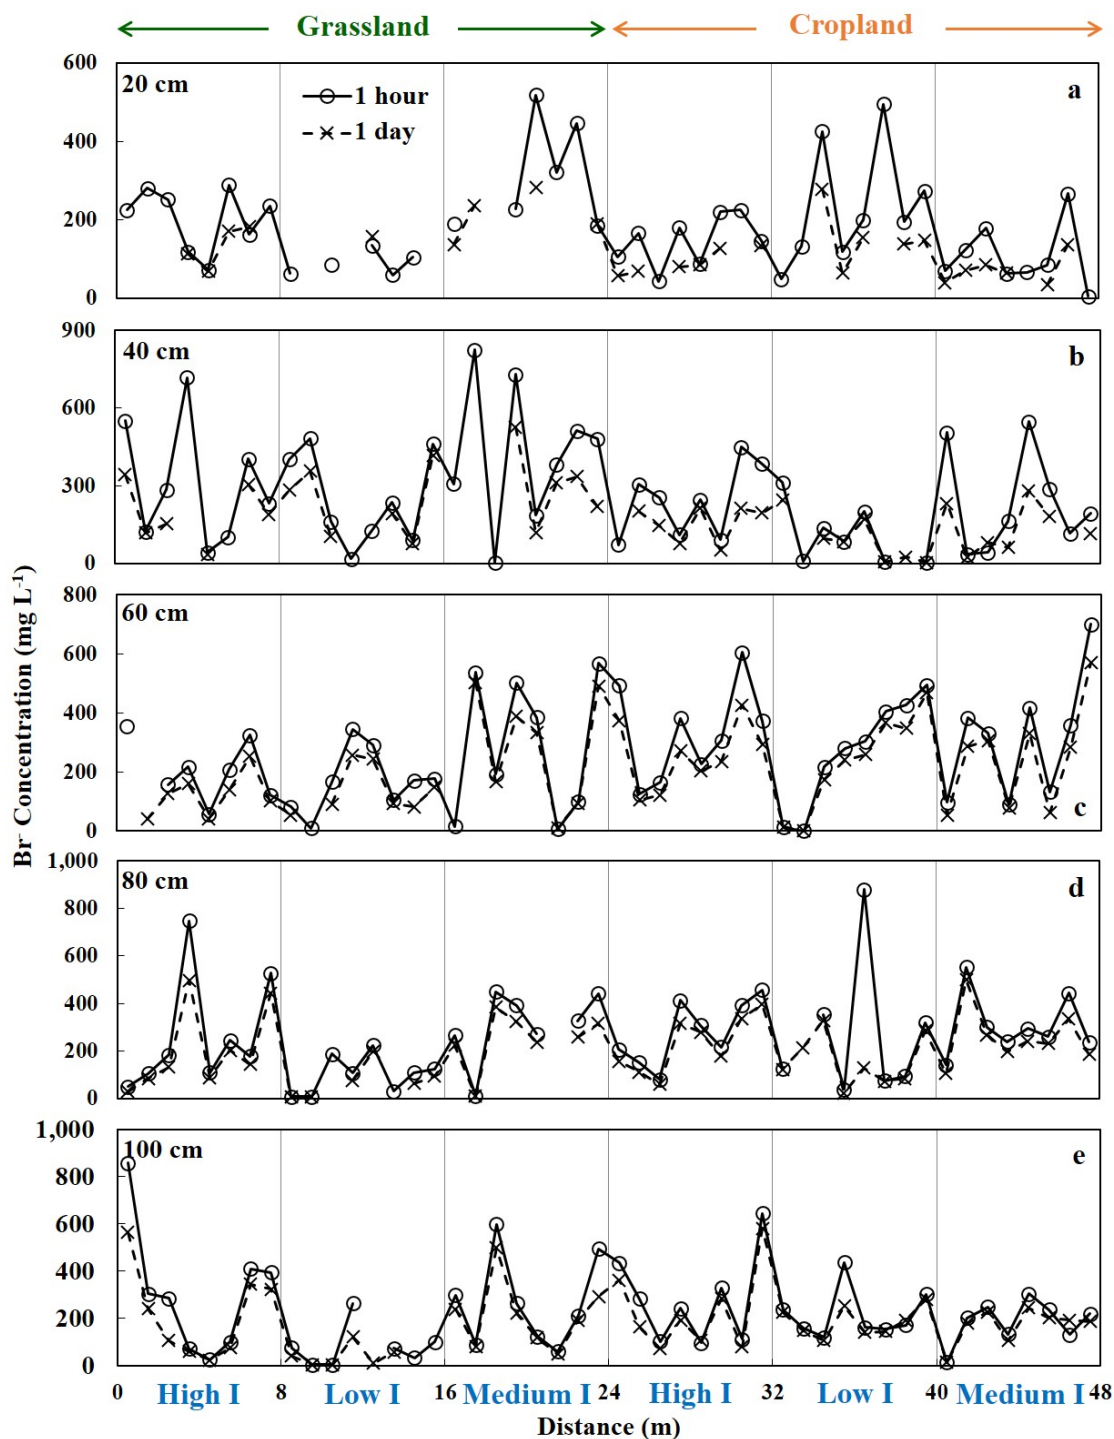 Grassland Cropland
600 20 cm 1 hour a
1 day
400
200
0
900 40 cm b
600
300
0
800 60 cm
600
400
200
0 c
1,000 80 cm d
800
600
400
200
0
1,000 100 cm e
800
600
400
200
0
Br- Concentration (mg L-1)
0 8 16 24 32 40 48
High I Low I Medium I High I Low I Medium I
Distance (m)